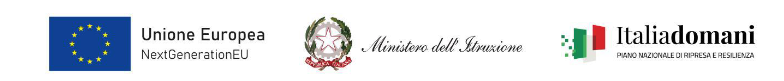 Unione Europea
NextGenerationEU
Ministero dell'Istruzione
Italiadomani
PIANO NAZIONALE DI RIPRESA E RESILIENZA